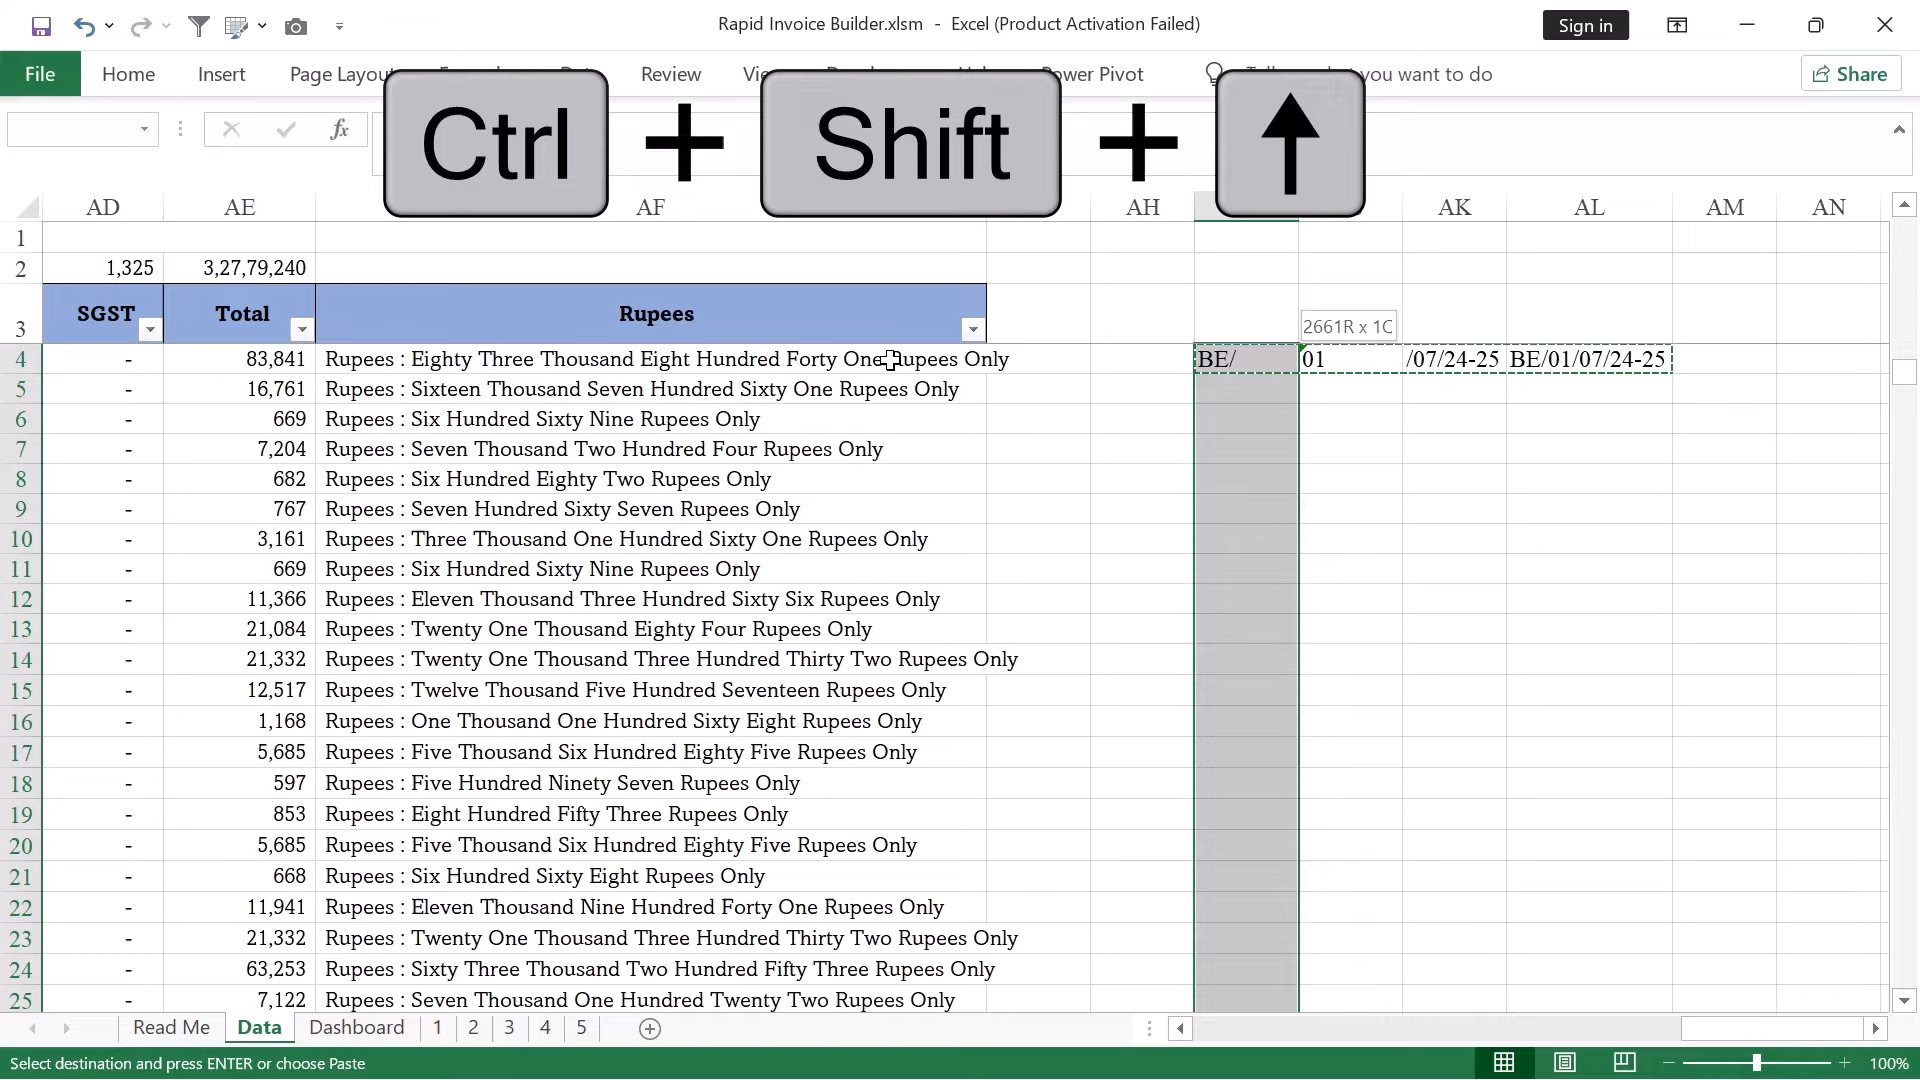 Rapid Invoice Builder.xlsm - Excel (Product Activation Failed)
Sign in
File Home Insert Page Layou Review Power Pivot you want to do Share
Ctrl + Shift + ↑
fx
AD AE AF AH AK AL AM AN
1
2 1,325 3,27,79,240
3 SGST Total Rupees 2661R x 1C
4 - 83,841 Rupees : Eighty Three Thousand Eight Hundred Forty One Rupees Only BE/ 01 /07/24-25 BE/01/07/24-25
5 - 16,761 Rupees : Sixteen Thousand Seven Hundred Sixty One Rupees Only
6 - 669 Rupees : Six Hundred Sixty Nine Rupees Only
7 - 7,204 Rupees : Seven Thousand Two Hundred Four Rupees Only
8 - 682 Rupees : Six Hundred Eighty Two Rupees Only
9 - 767 Rupees : Seven Hundred Sixty Seven Rupees Only
10 - 3,161 Rupees : Three Thousand One Hundred Sixty One Rupees Only
11 - 669 Rupees : Six Hundred Sixty Nine Rupees Only
12 - 11,366 Rupees : Eleven Thousand Three Hundred Sixty Six Rupees Only
13 - 21,084 Rupees : Twenty One Thousand Eighty Four Rupees Only
14 - 21,332 Rupees : Twenty One Thousand Three Hundred Thirty Two Rupees Only
15 - 12,517 Rupees : Twelve Thousand Five Hundred Seventeen Rupees Only
16 - 1,168 Rupees : One Thousand One Hundred Sixty Eight Rupees Only
17 - 5,685 Rupees : Five Thousand Six Hundred Eighty Five Rupees Only
18 - 597 Rupees : Five Hundred Ninety Seven Rupees Only
19 - 853 Rupees : Eight Hundred Fifty Three Rupees Only
20 - 5,685 Rupees : Five Thousand Six Hundred Eighty Five Rupees Only
21 - 668 Rupees : Six Hundred Sixty Eight Rupees Only
22 - 11,941 Rupees : Eleven Thousand Nine Hundred Forty One Rupees Only
23 - 21,332 Rupees : Twenty One Thousand Three Hundred Thirty Two Rupees Only
24 - 63,253 Rupees : Sixty Three Thousand Two Hundred Fifty Three Rupees Only
25 - 7,122 Rupees : Seven Thousand One Hundred Twenty Two Rupees Only
Read Me Data Dashboard 1 2 3 4 5
Select destination and press ENTER or choose Paste 100%